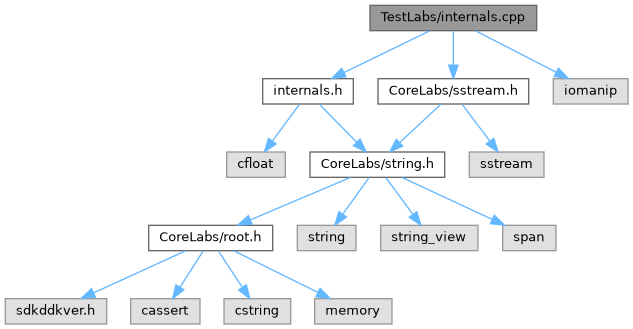 TestLabs/internals.cpp
internals.h
CoreLabs/sstream.h
iomanip
cfloat
CoreLabs/string.h
sstream
CoreLabs/root.h
string
string_view
span
sdkddkver.h
cassert
cstring
memory